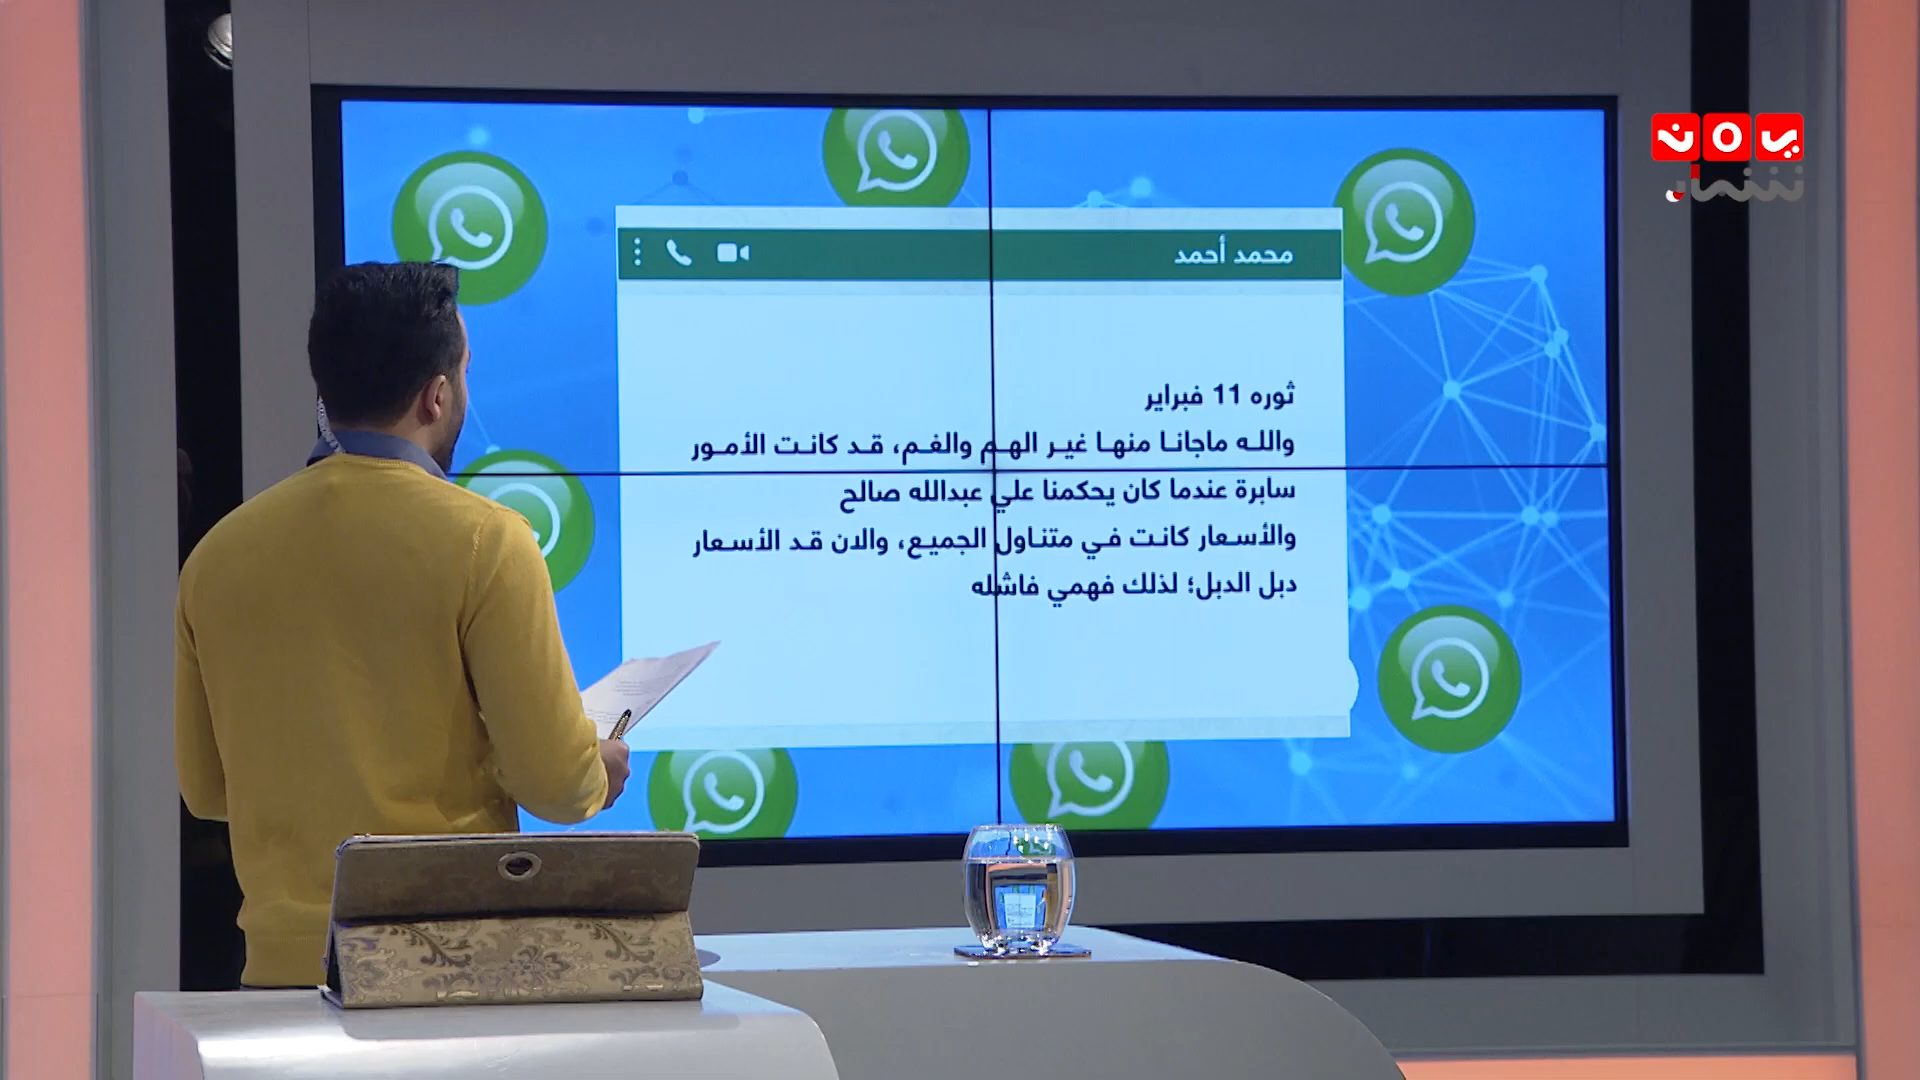 يمن
شباب
محمد أحمد
ثوره 11 فبراير
والله ماجانا منها غير الهم والغم، قد كانت الأمور
سابرة عندما كان يحكمنا علي عبدالله صالح
والأسعار كانت في متناول الجميع، والان قد الأسعار
دبل الدبل؛ لذلك فهمي فاشله